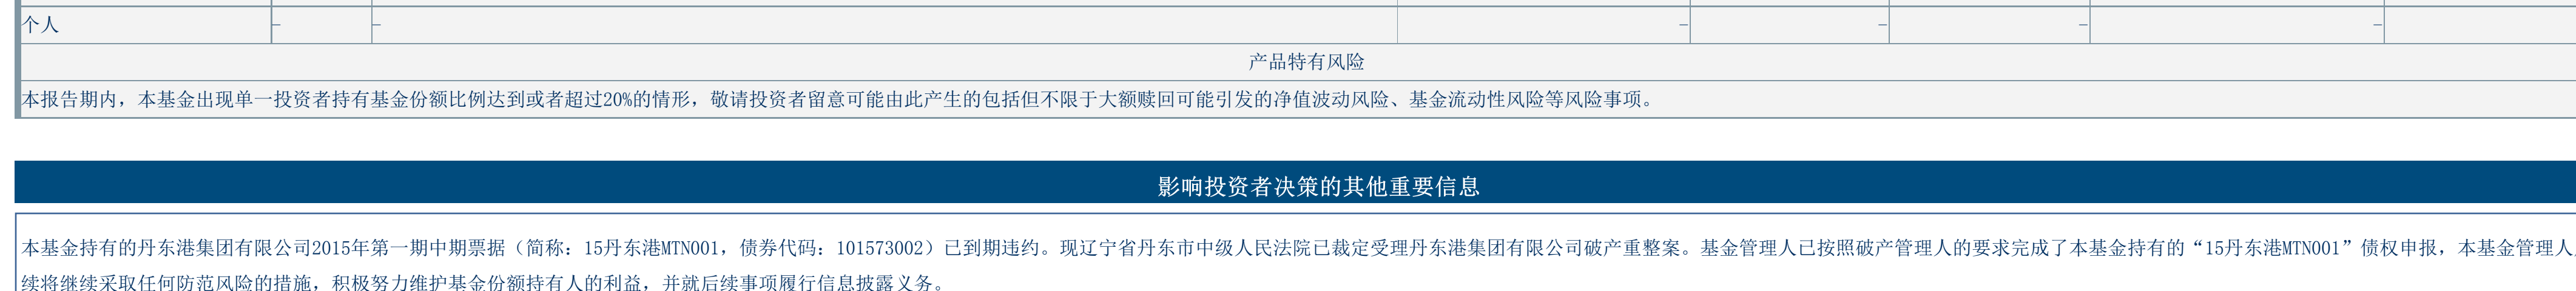 个人 - - - - - -
产品特有风险
本报告期内，本基金出现单一投资者持有基金份额比例达到或者超过20%的情形，敬请投资者留意可能由此产生的包括但不限于大额赎回可能引发的净值波动风险、基金流动性风险等风险事项。
影响投资者决策的其他重要信息
本基金持有的丹东港集团有限公司2015年第一期中期票据（简称：15丹东港MTN001，债券代码：101573002）已到期违约。现辽宁省丹东市中级人民法院已裁定受理丹东港集团有限公司破产重整案。基金管理人已按照破产管理人的要求完成了本基金持有的“15丹东港MTN001”债权申报，本基金管理人
续将继续采取任何防范风险的措施，积极努力维护基金份额持有人的利益，并就后续事项履行信息披露义务。